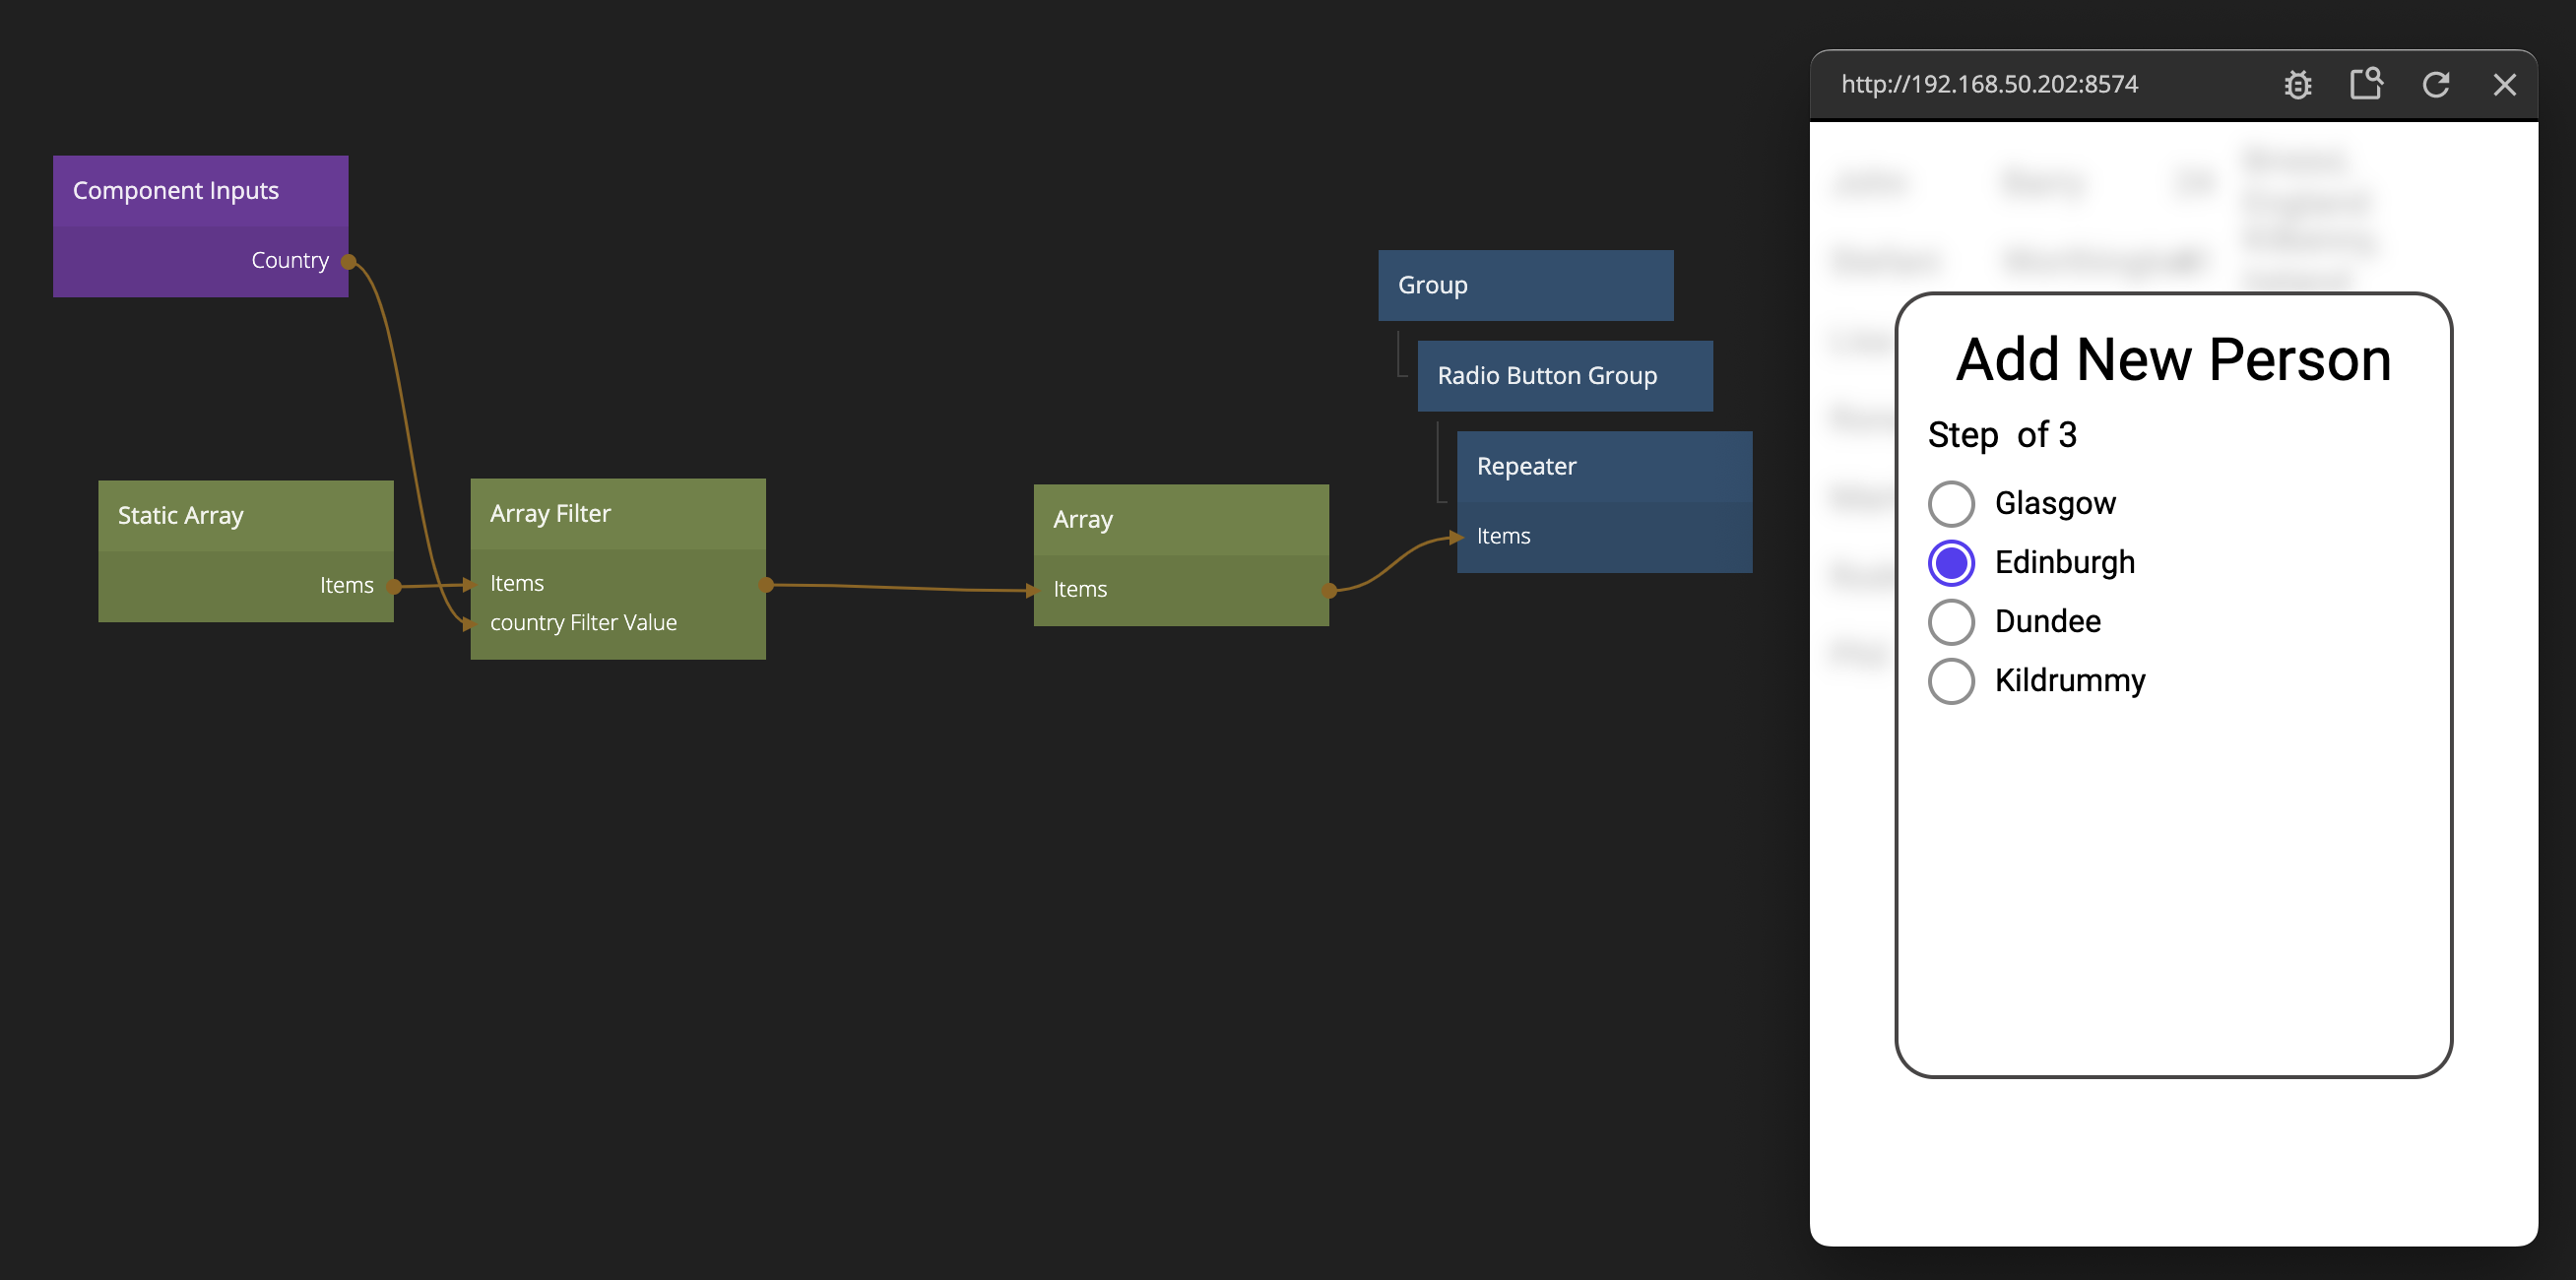 Component Inputs
Country
Static Array
Items
Array Filter
Items
country Filter Value
Array
Items
Group
Radio Button Group
Repeater
Items
http://192.168.50.202:8574
Add New Person
Step of 3
Glasgow
Edinburgh
Dundee
Kildrummy